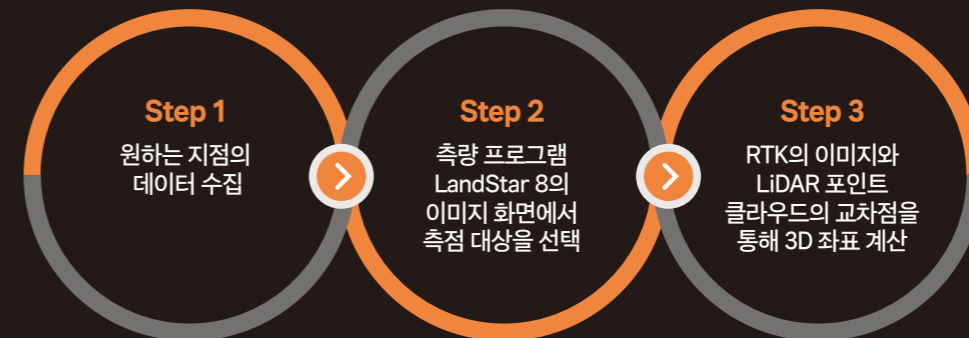 Step 1
원하는 지점의
데이터 수집
Step 2
측량 프로그램
LandStar 8의
이미지 화면에서
측점 대상을 선택
Step 3
RTK의 이미지와
LiDAR 포인트
클라우드의 교차점을
통해 3D 좌표 계산